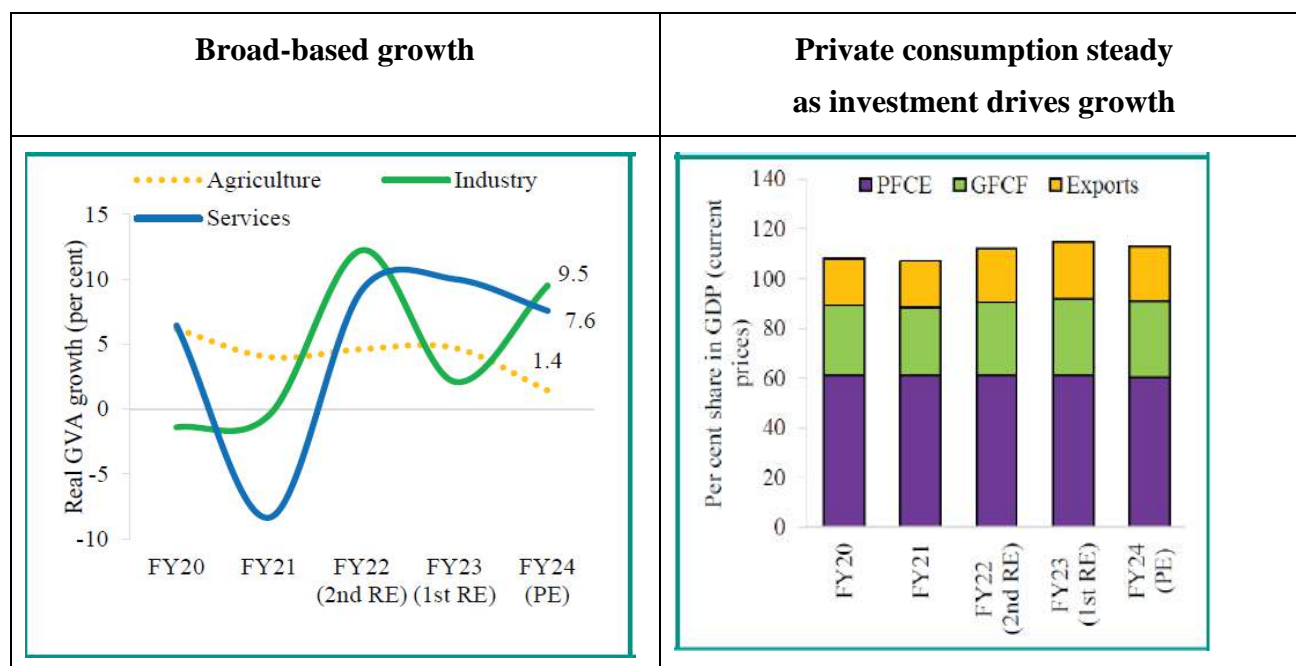 Broad-based growth
Private consumption steady
as investment drives growth
Agriculture
Industry
Services
Real GVA growth (per cent)
15
10
5
0
-5
-10
9.5
7.6
1.4
FY20
FY21
FY22
FY23
FY24
(2nd RE)
(1st RE)
(PE)
PFCE
GFCF
Exports
Per cent share in GDP (current
prices)
140
120
100
80
60
40
20
0
FY20
FY21
FY22
(2nd RE)
FY23
(1st RE)
FY24
(PE)